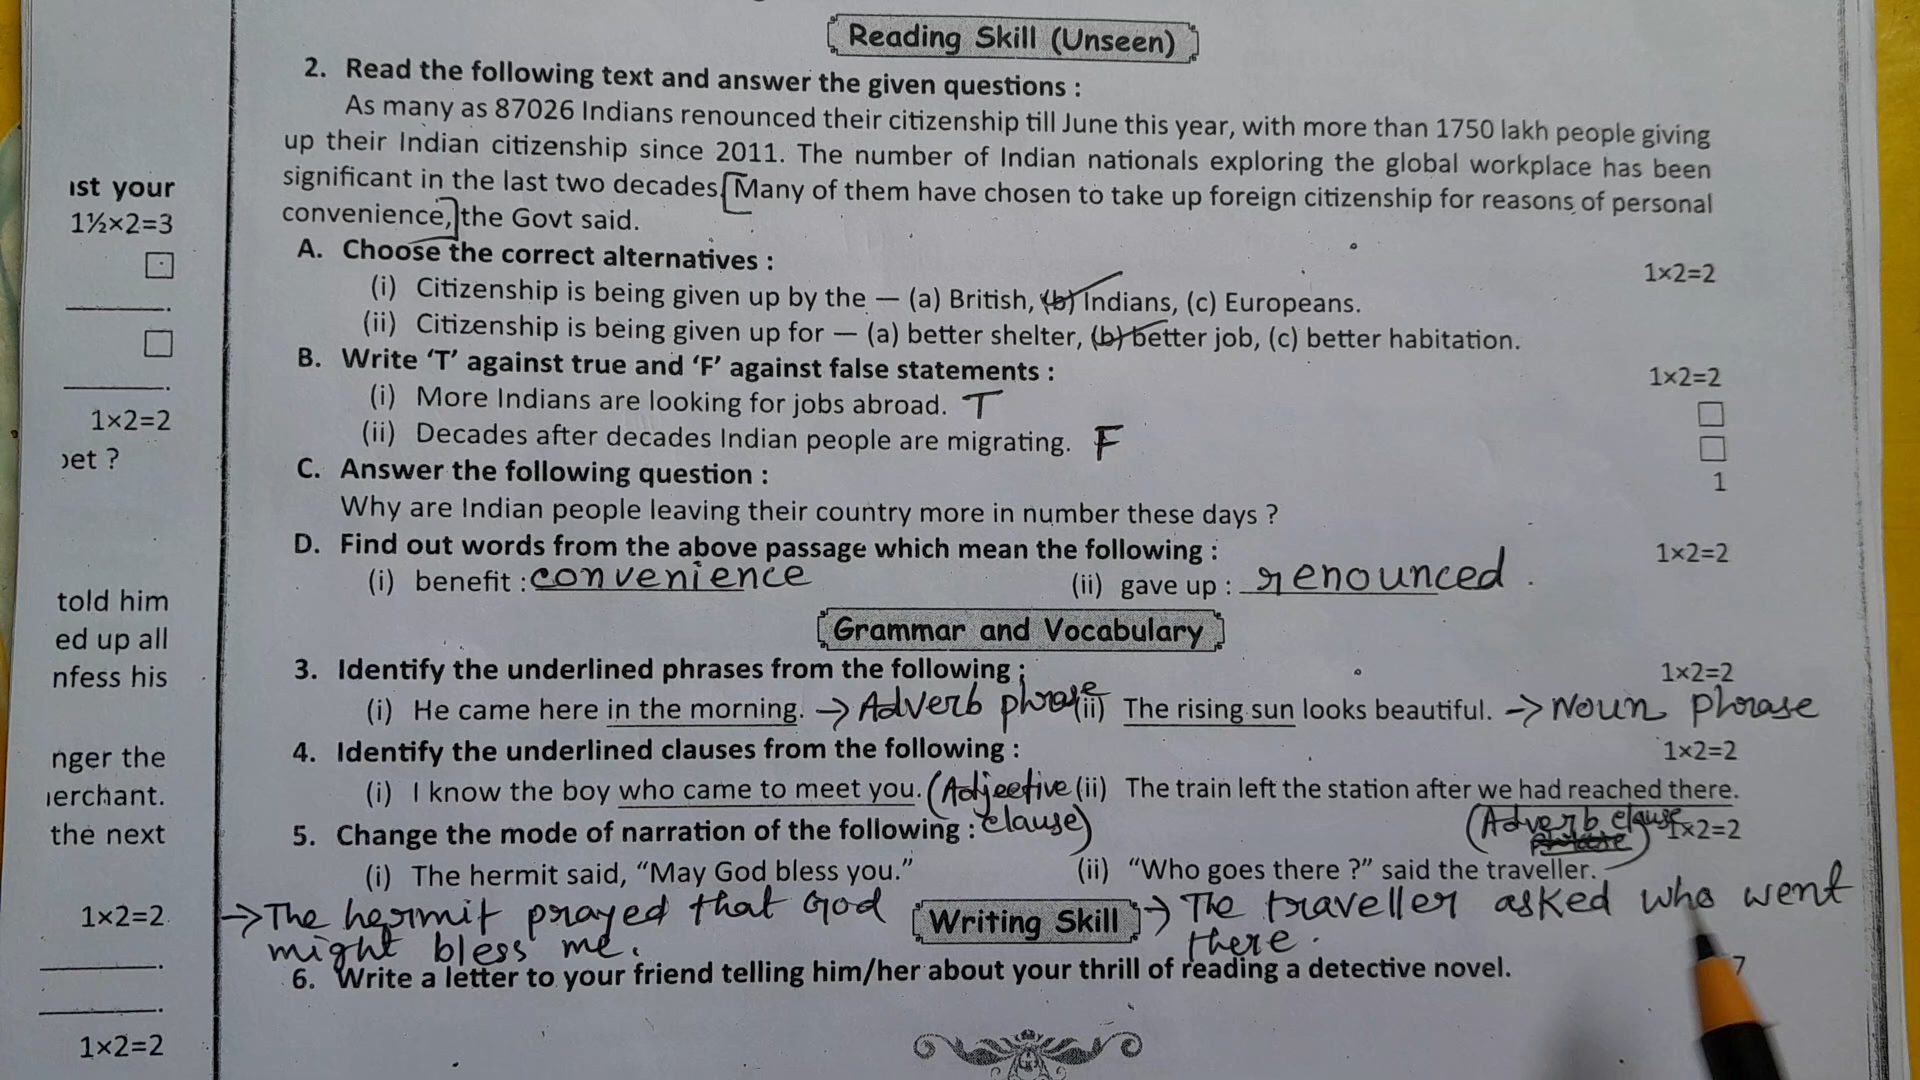 Reading Skill (Unseen)
2. Read the following text and answer the given questions :
As many as 87026 Indians renounced their citizenship till June this year, with more than 1750 lakh people giving
up their Indian citizenship since 2011. The number of Indian nationals exploring the global workplace has been
significant in the last two decades. [Many of them have chosen to take up foreign citizenship for reasons of personal
convenience,] the Govt said.
A. Choose the correct alternatives : 1×2=2
(i) Citizenship is being given up by the — (a) British, (b) Indians, (c) Europeans.
(ii) Citizenship is being given up for — (a) better shelter, (b) better job, (c) better habitation.
B. Write ‘T’ against true and ‘F’ against false statements : 1×2=2
(i) More Indians are looking for jobs abroad. T
(ii) Decades after decades Indian people are migrating. F
C. Answer the following question : 1
Why are Indian people leaving their country more in number these days ?
D. Find out words from the above passage which mean the following : 1×2=2
(i) benefit : convenience (ii) gave up : renounced .
Grammar and Vocabulary
3. Identify the underlined phrases from the following : 1×2=2
(i) He came here in the morning. → Adverb phrase (ii) The rising sun looks beautiful. → Noun phrase
4. Identify the underlined clauses from the following : 1×2=2
(i) I know the boy who came to meet you. (Adjective clause) (ii) The train left the station after we had reached there.
(Adverb clause)
5. Change the mode of narration of the following : 1×2=2
(i) The hermit said, “May God bless you.” (ii) “Who goes there ?” said the traveller.
→ The hermit prayed that God might bless me.
→ The traveller asked who went there.
Writing Skill
6. Write a letter to your friend telling him/her about your thrill of reading a detective novel. 7
ıst your
1½×2=3
1×2=2
et ?
told him
ed up all
nfess his
nger the
erchant.
the next
1×2=2
1×2=2